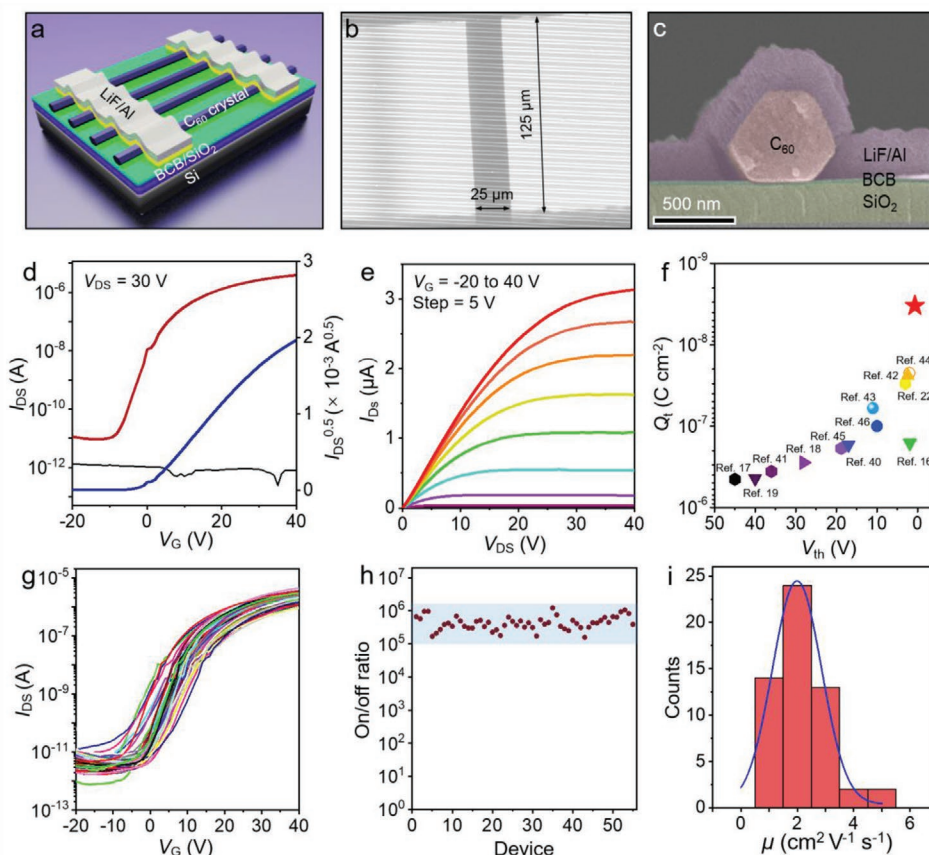 a
LiF/Al
C60 crystal
BCB/SiO2
Si
b
125 μm
25 μm
c
C60
LiF/Al
BCB
SiO2
500 nm
d
VDS = 30 V
IDS (A)
10-6
10-8
10-10
10-12
-20
0
20
40
VG (V)
3
2
1
0
IDS0.5 (× 10-3 A0.5)
e
VG = -20 to 40 V
Step = 5 V
IDs (μA)
3
2
1
0
0
10
20
30
40
VDS (V)
f
Qt (C cm-2)
10-9
10-8
10-7
10-6
Ref. 44
Ref. 42
Ref. 22
Ref. 43
Ref. 46
Ref. 45
Ref. 18
Ref. 40
Ref. 16
Ref. 17
Ref. 41
Ref. 19
50
40
30
20
10
0
Vth (V)
g
IDS (A)
10-5
10-7
10-9
10-11
10-13
-20
-10
0
10
20
30
40
VG (V)
h
On/off ratio
107
106
105
104
103
102
101
100
0
10
20
30
40
50
Device
i
Counts
25
20
15
10
5
0
0
2
4
6
μ (cm2 V-1 s-1)